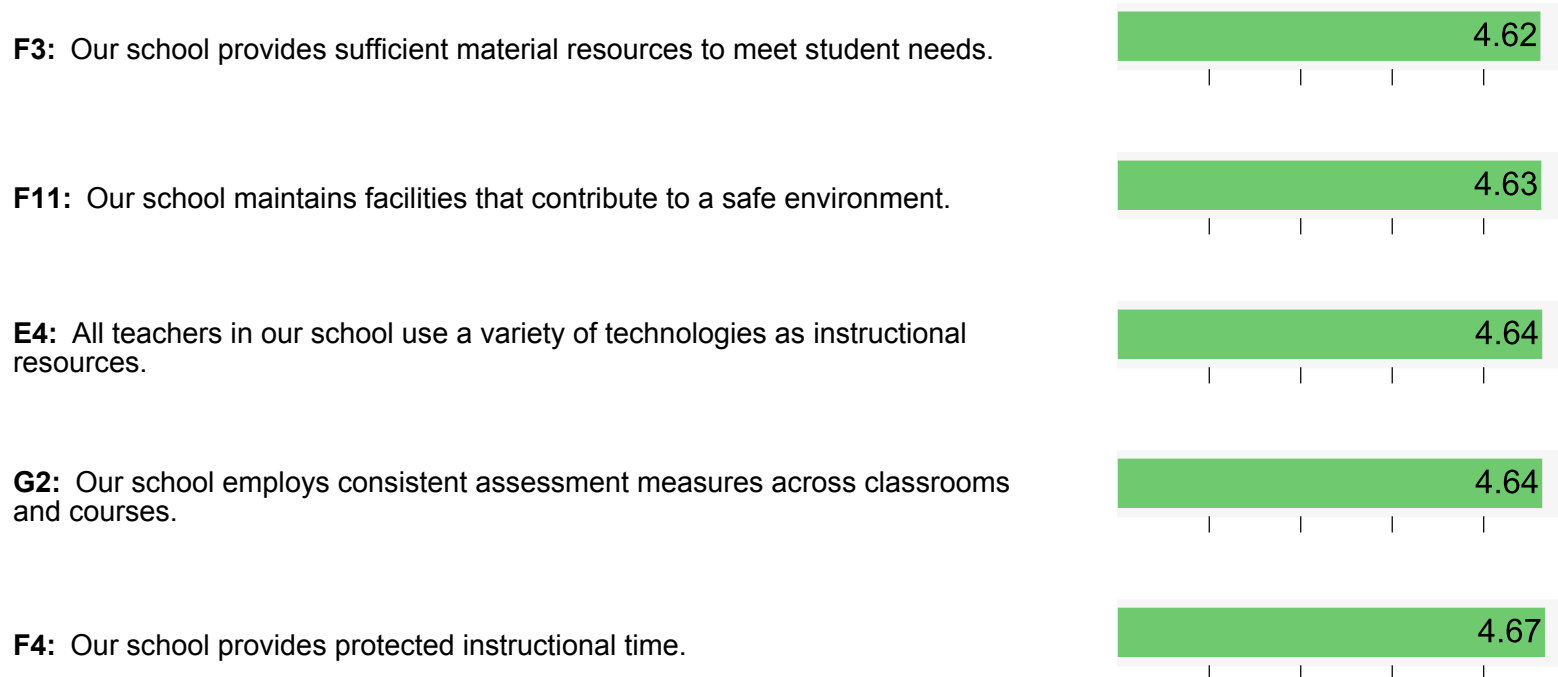 F3: Our school provides sufficient material resources to meet student needs.
4.62
F11: Our school maintains facilities that contribute to a safe environment.
4.63
E4: All teachers in our school use a variety of technologies as instructional
resources.
4.64
G2: Our school employs consistent assessment measures across classrooms
and courses.
4.64
F4: Our school provides protected instructional time.
4.67